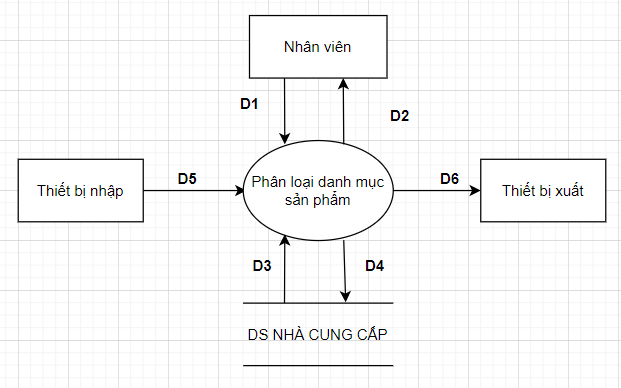 Nhân viên
D1
D2
Thiết bị nhập
D5
Phân loại danh mục
sản phẩm
D6
Thiết bị xuất
D3
D4
DS NHÀ CUNG CẤP